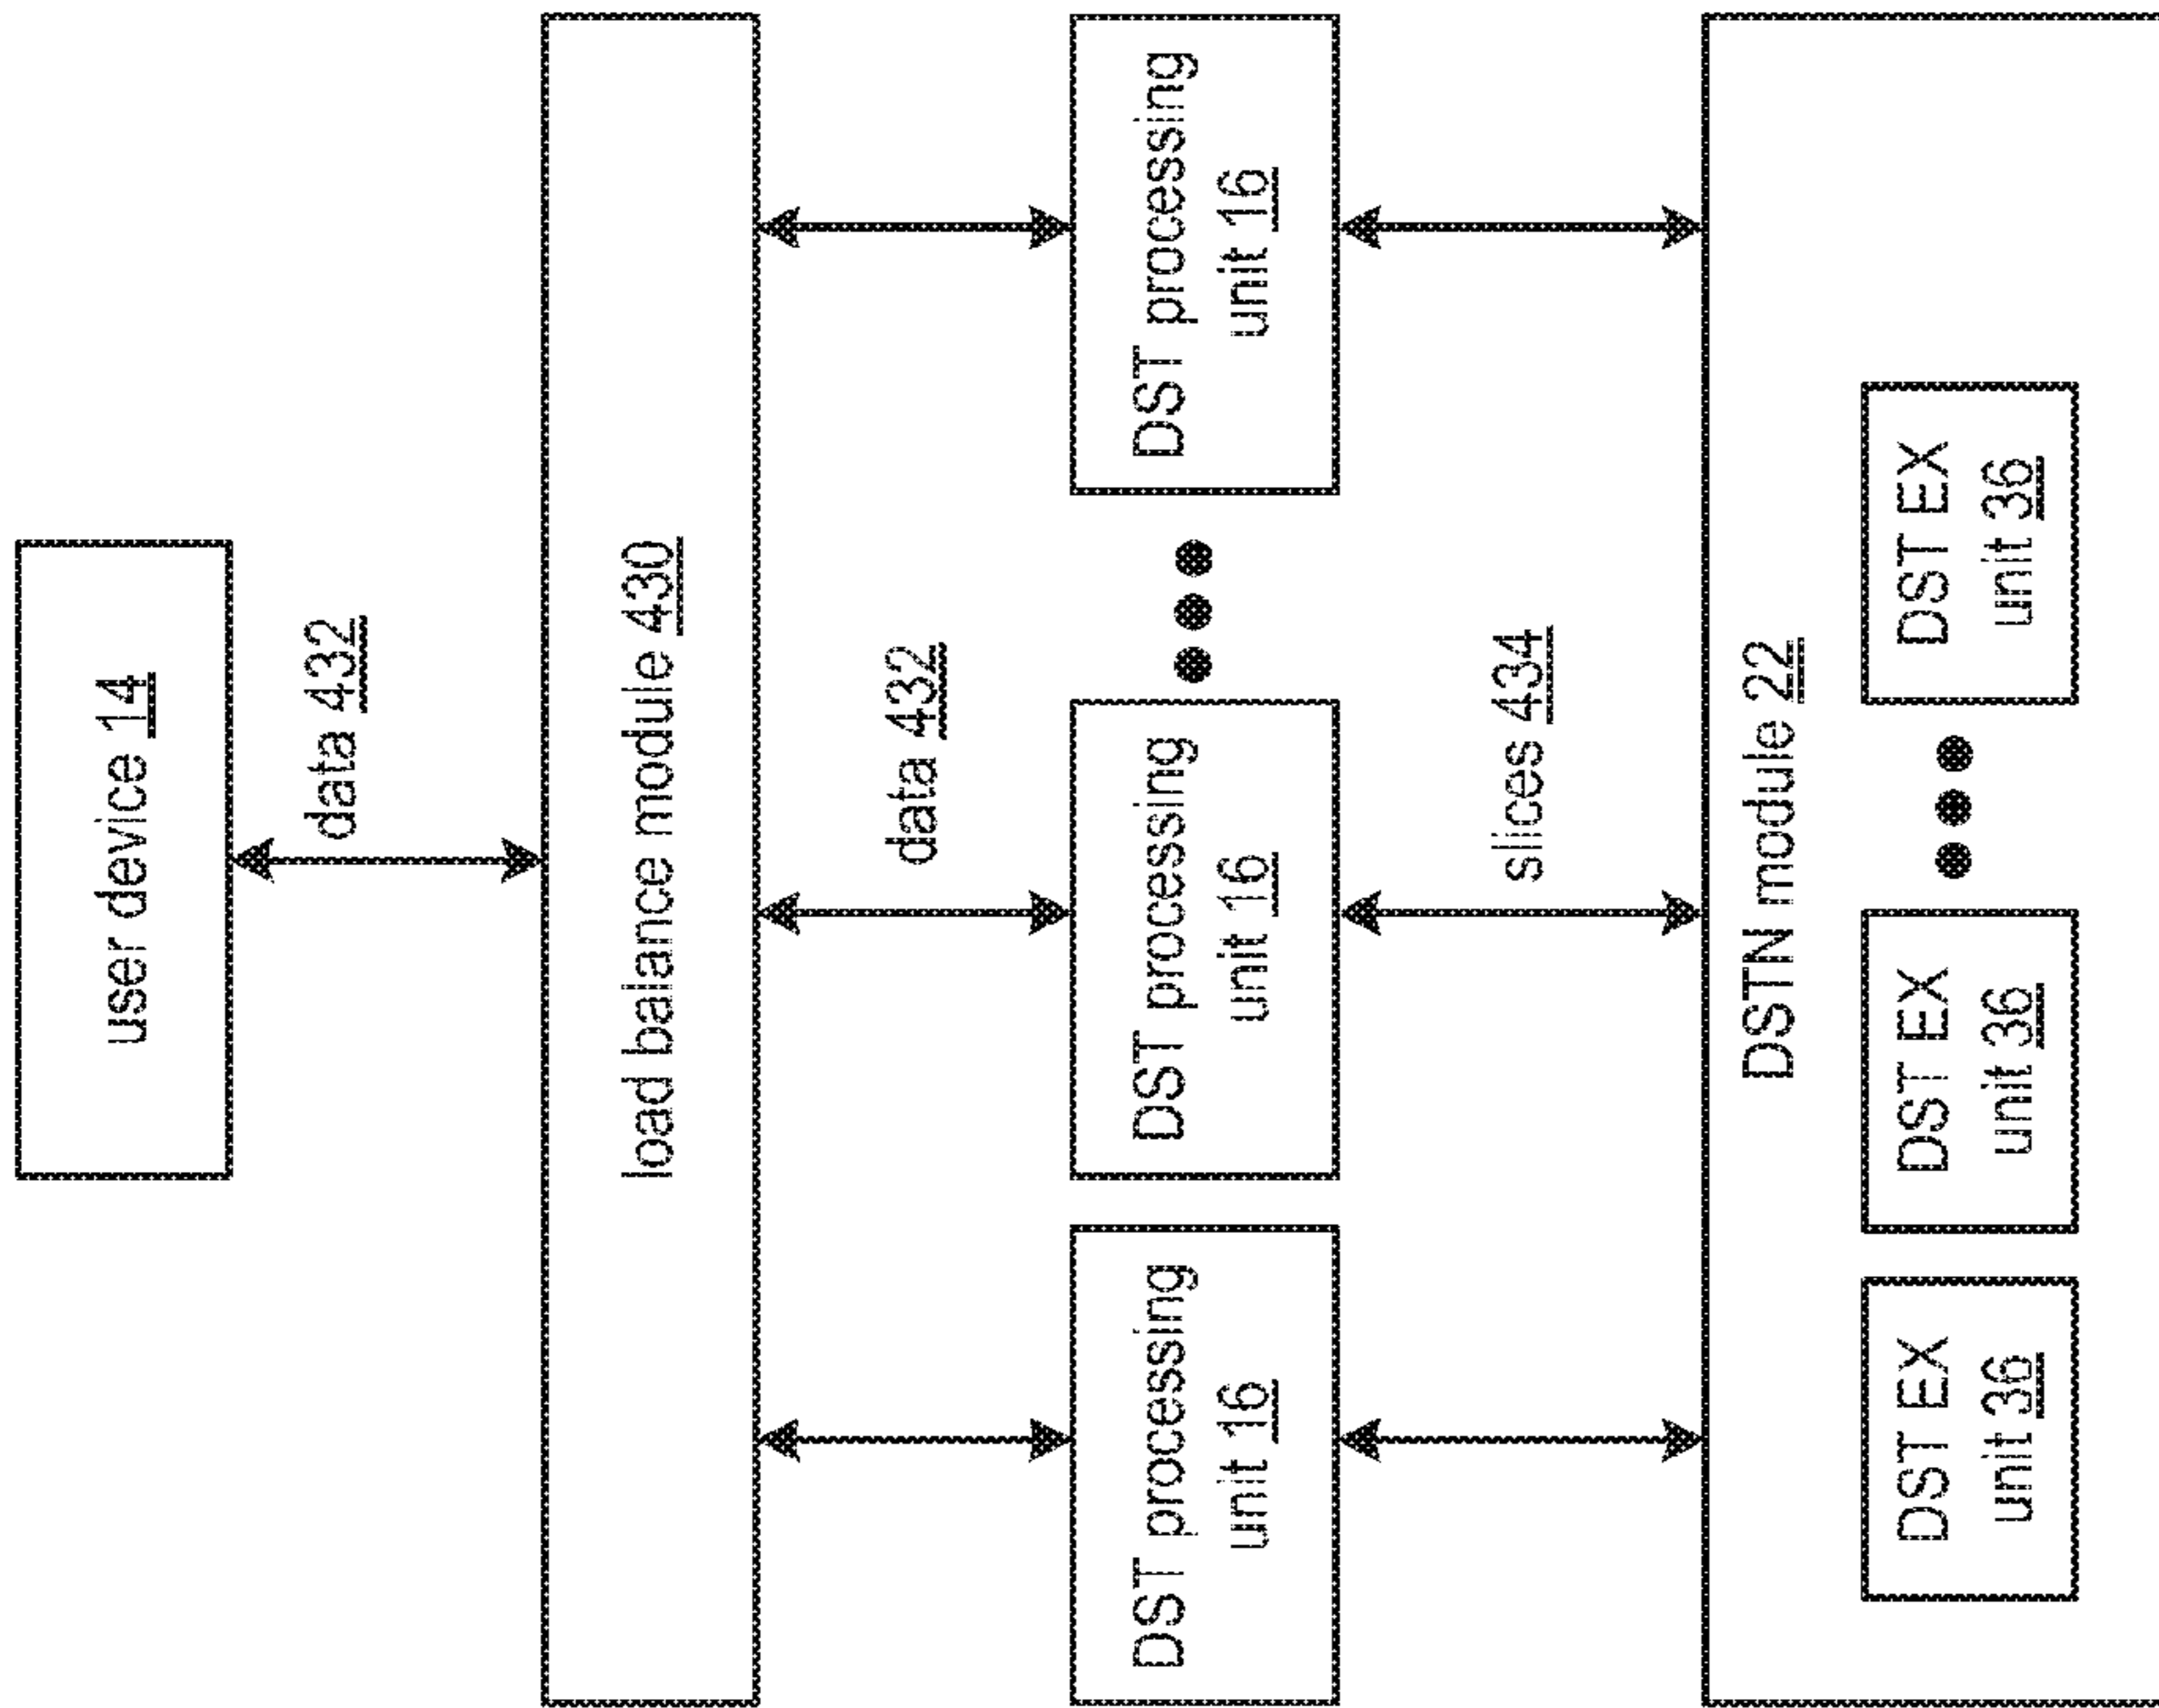 user device 14
data 432
load balance module 430
data 432
DST processing
unit 16
DST processing
unit 16
DST processing
unit 16
slices 434
DSTN module 22
DST EX
unit 36
DST EX
unit 36
DST EX
unit 36